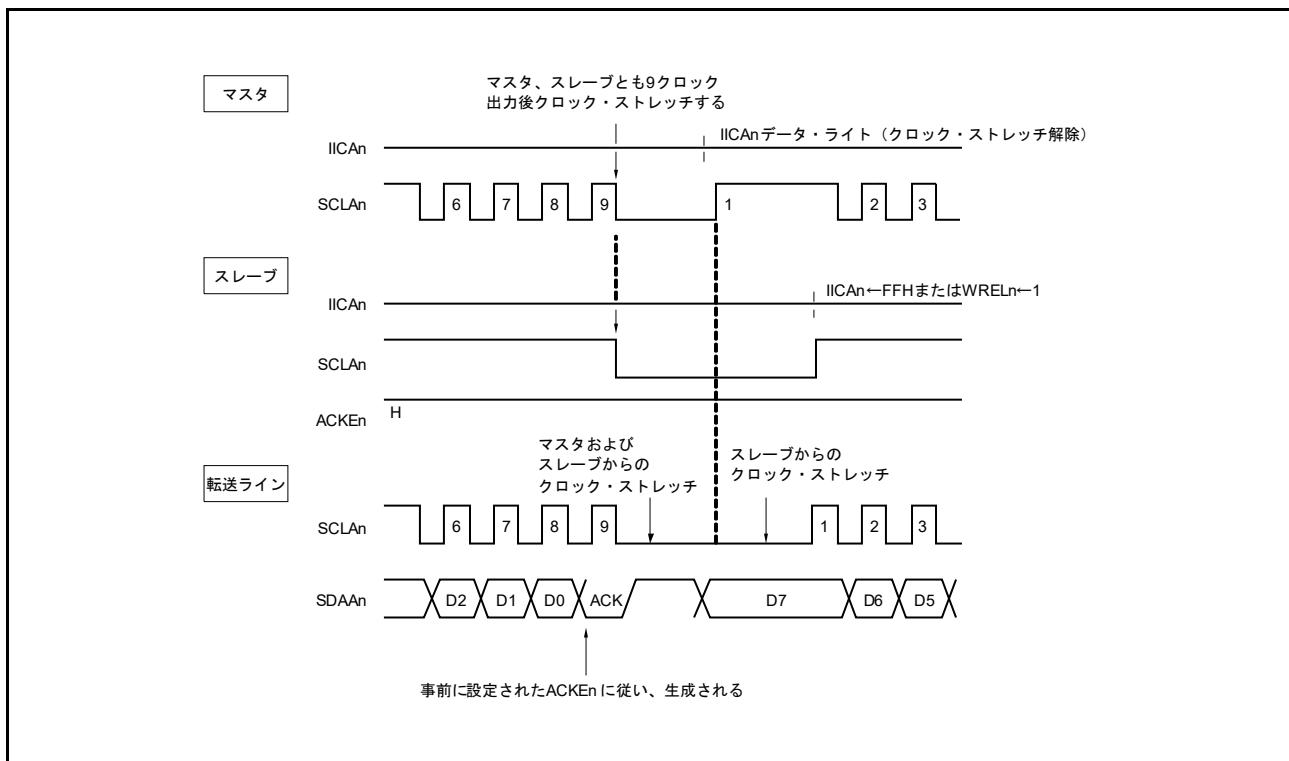 マスタ
マスタ、スレーブとも9クロック
出力後クロック・ストレッチする
IICAn
IICAnデータ・ライト（クロック・ストレッチ解除）
SCLAn
6 7 8 9 1 2 3
スレーブ
IICAn
IICAn←FFHまたはWRELn←1
SCLAn
ACKEn
H
転送ライン
マスタおよび
スレーブからの
クロック・ストレッチ
スレーブからの
クロック・ストレッチ
SCLAn
6 7 8 9 1 2 3
SDAAn
D2 D1 D0 ACK D7 D6 D5
事前に設定されたACKEn に従い、生成される